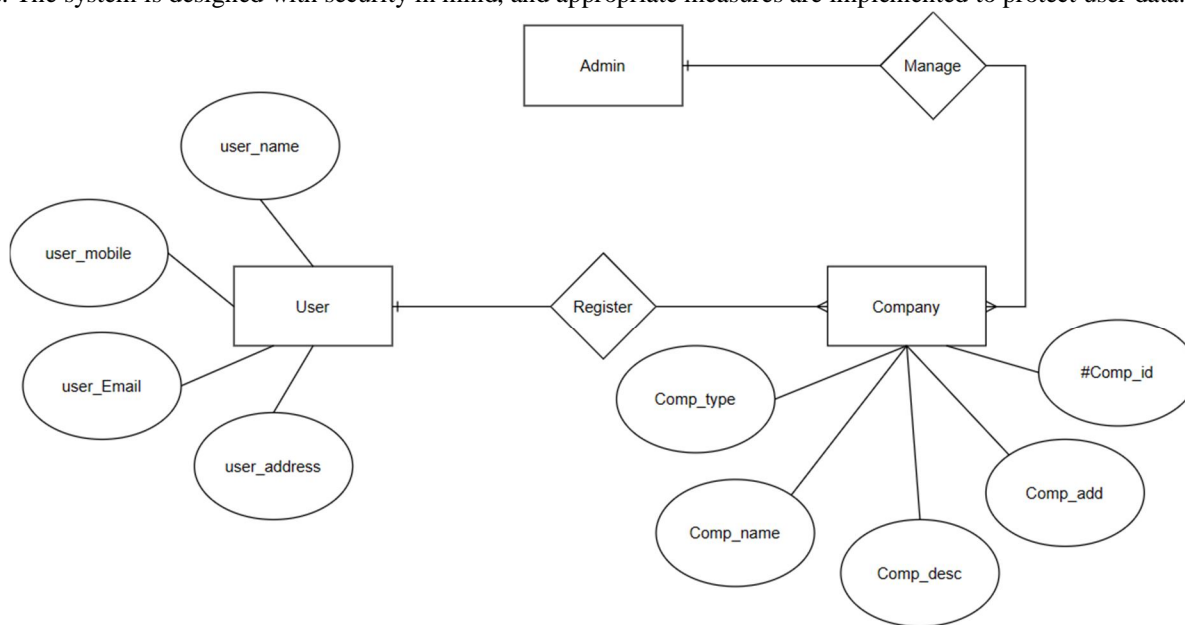 . The system is designed with security in mind, and appropriate measures are implemented to protect user data.
Admin
Manage
user_name
user_mobile
User
Register
Company
user_Email
Comp_type
#Comp_id
user_address
Comp_add
Comp_name
Comp_desc